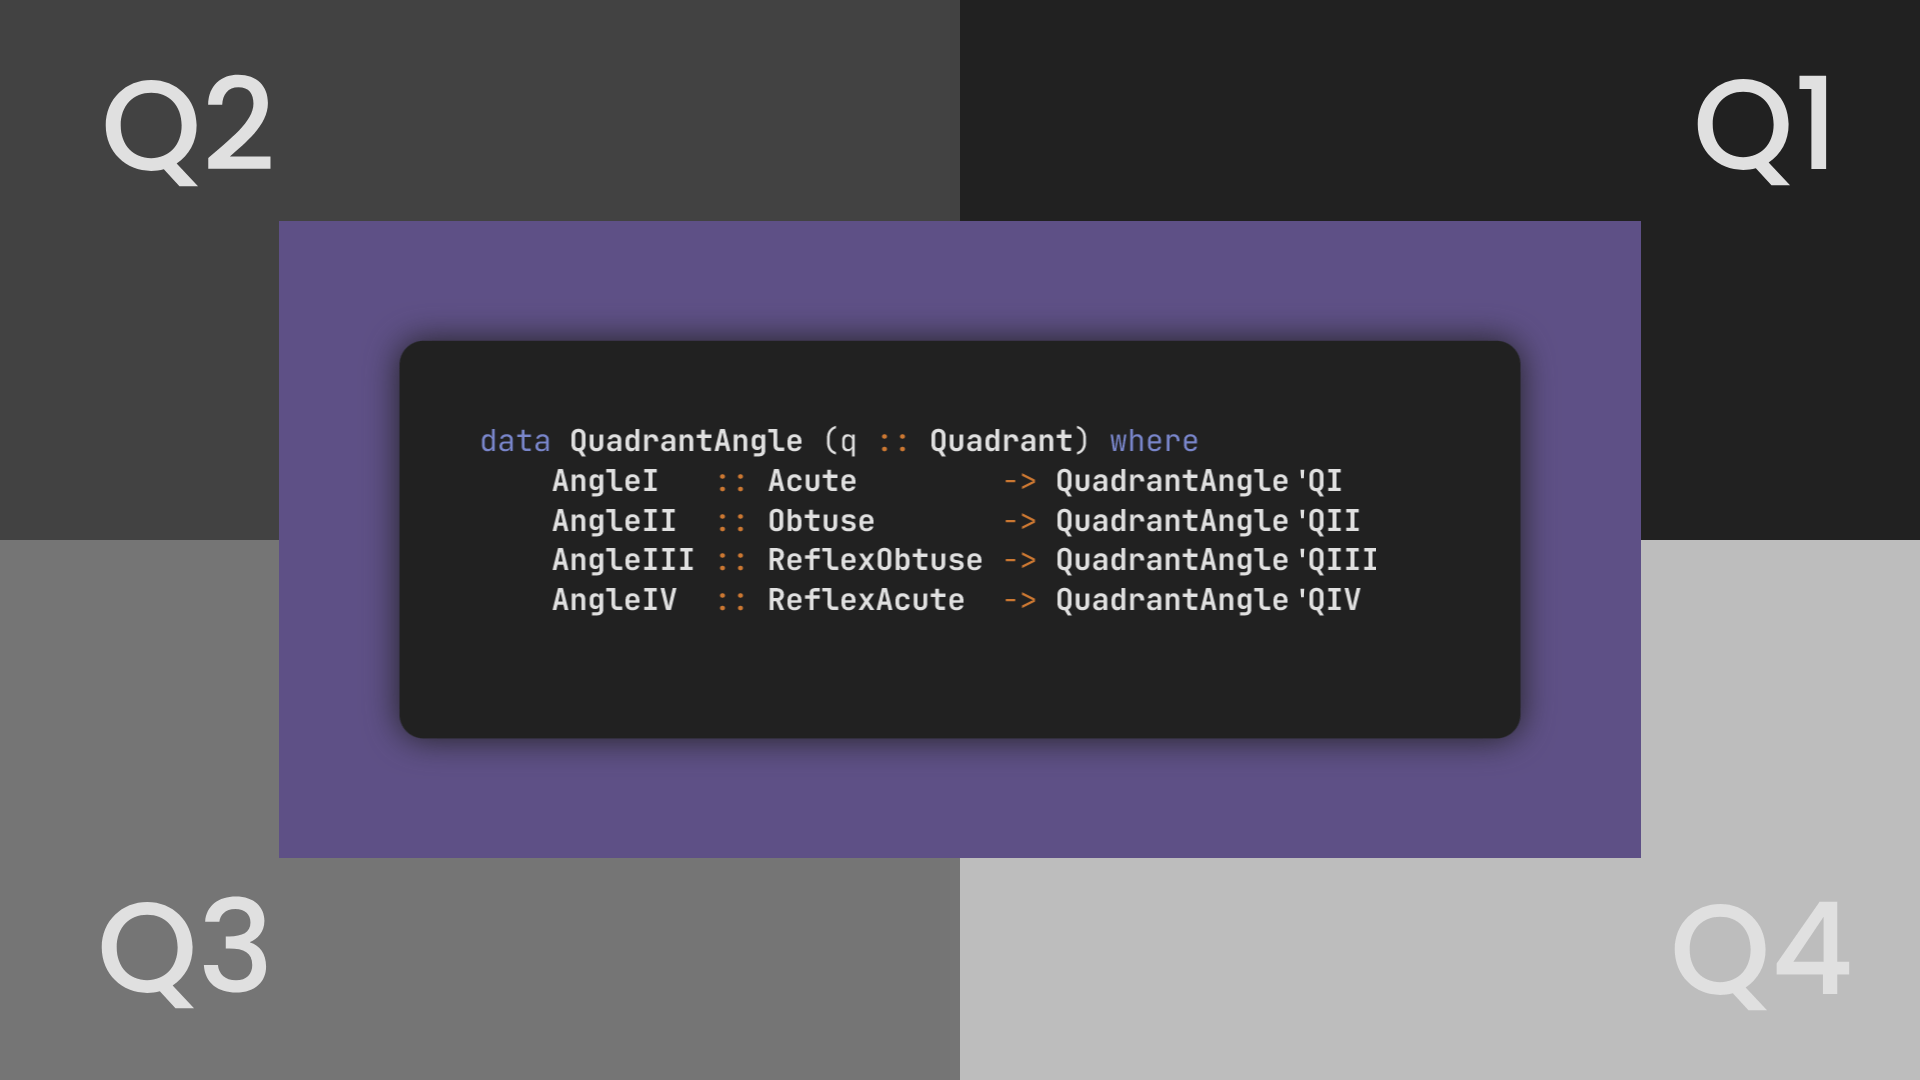 Q2
Q1
data QuadrantAngle (q :: Quadrant) where
    AngleI   :: Acute        -> QuadrantAngle 'QI
    AngleII  :: Obtuse       -> QuadrantAngle 'QII
    AngleIII :: ReflexObtuse -> QuadrantAngle 'QIII
    AngleIV  :: ReflexAcute  -> QuadrantAngle 'QIV
Q3
Q4